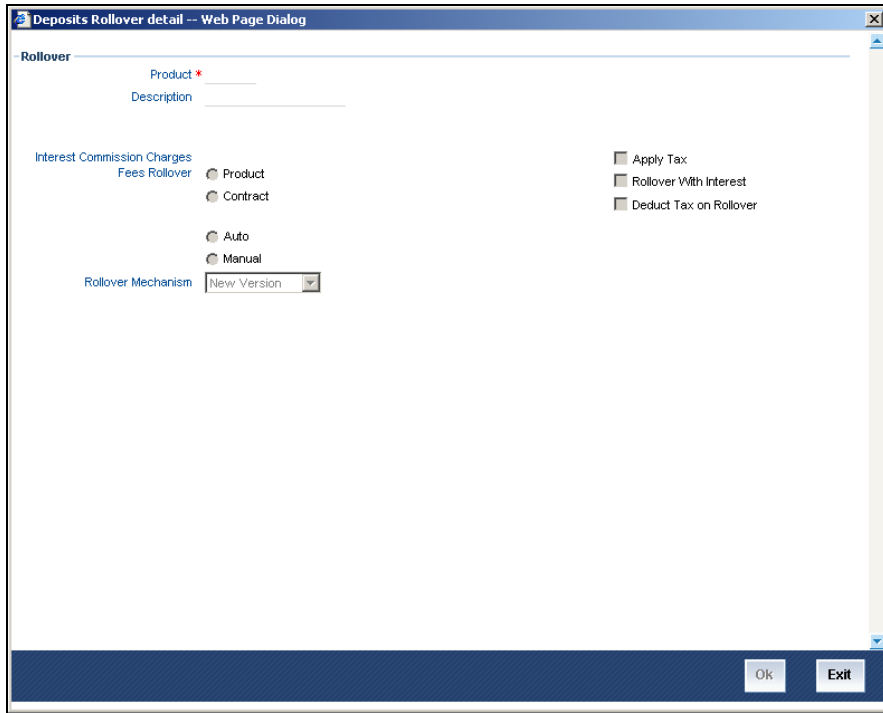 Deposits Rollover detail -- Web Page Dialog
Rollover
Product *
Description
Interest Commission Charges
Fees Rollover
Product
Contract
Auto
Manual
Apply Tax
Rollover With Interest
Deduct Tax on Rollover
Rollover Mechanism New Version
Ok Exit